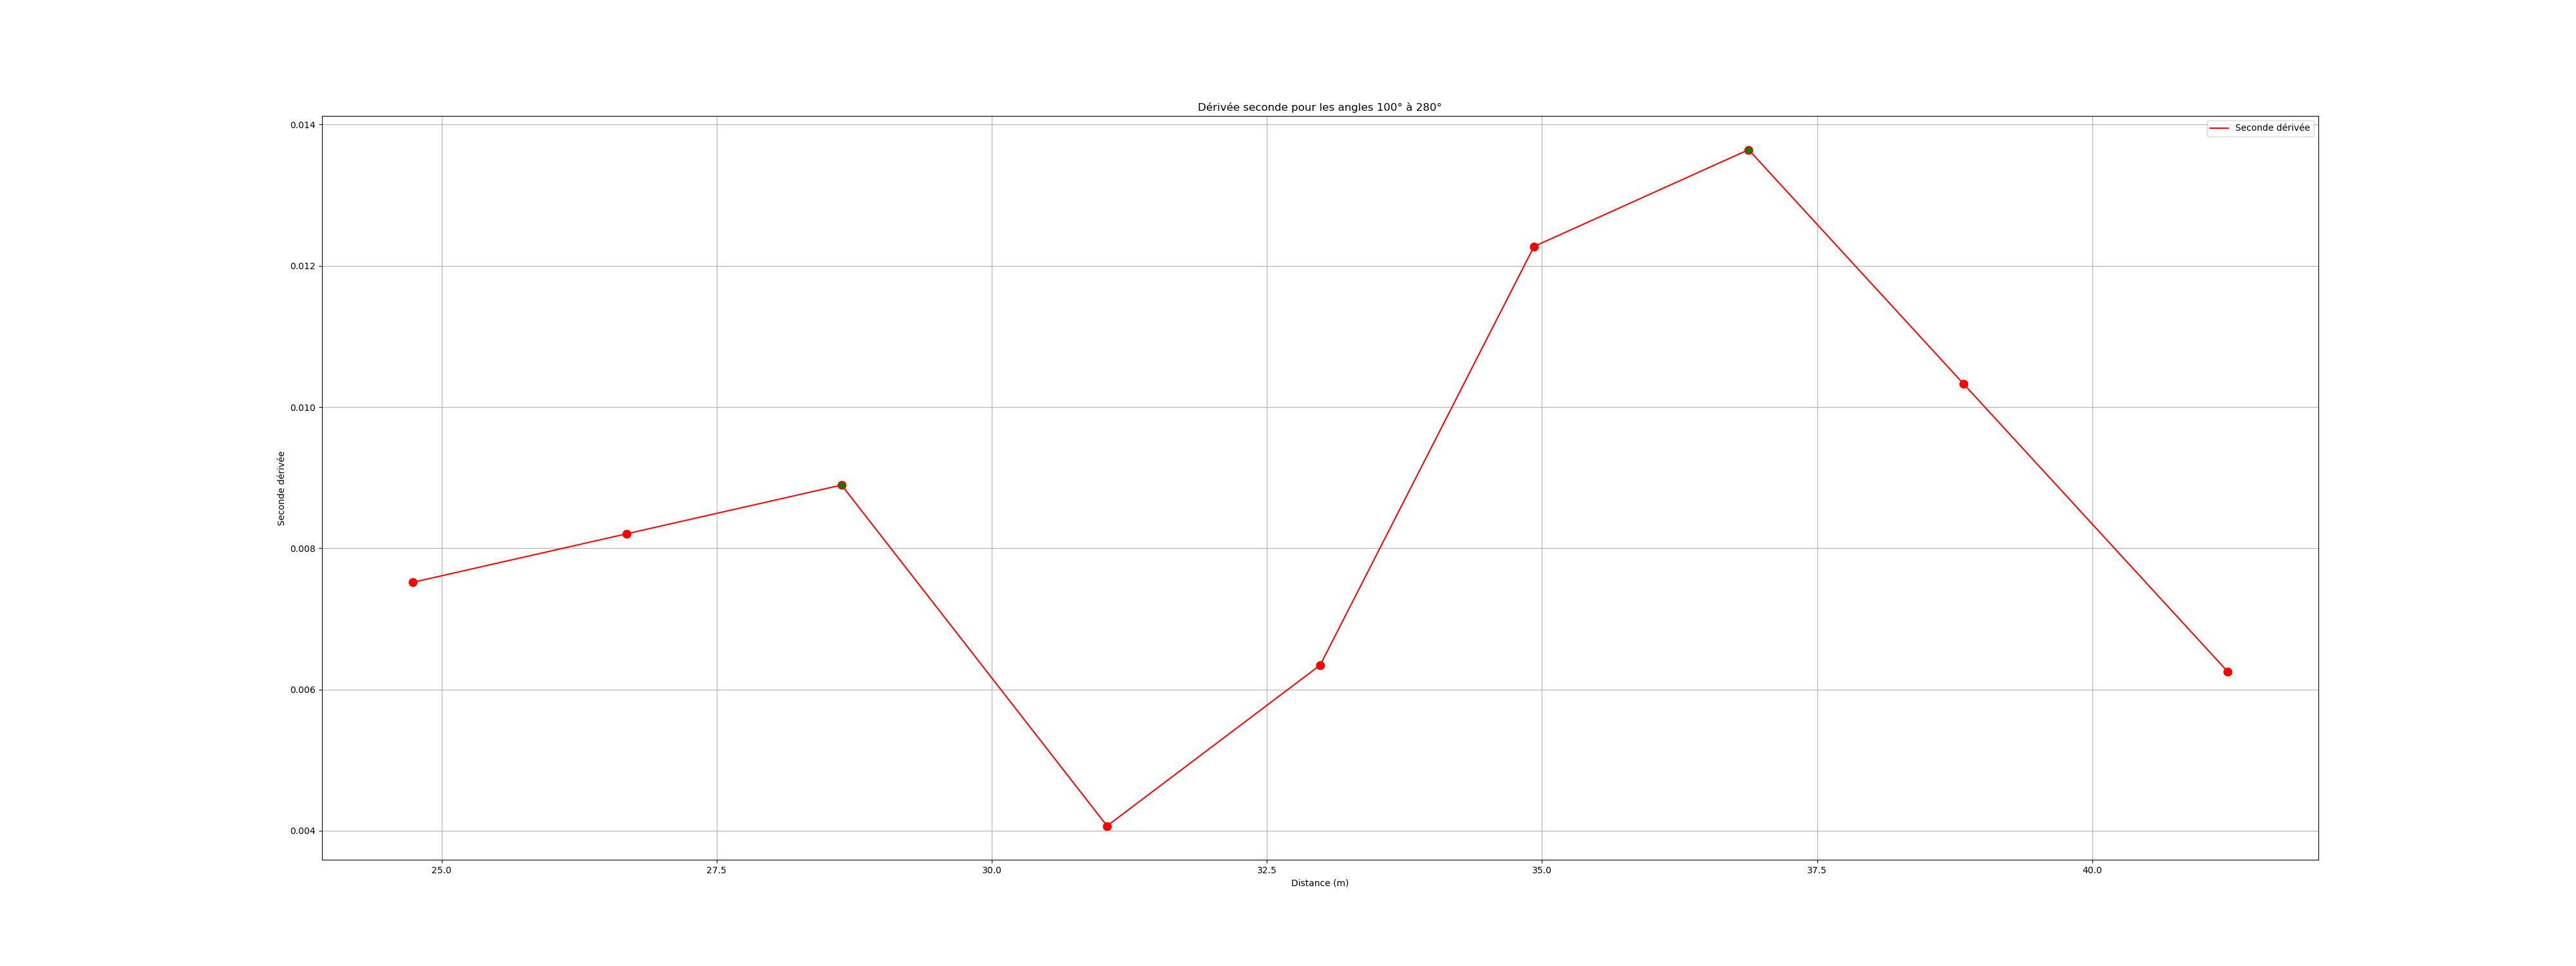 Dérivée seconde pour les angles 100° à 280°
Seconde dérivée
0.014
0.012
0.010
0.008
0.006
0.004
Seconde dérivée
25.0 27.5 30.0 32.5 35.0 37.5 40.0
Distance (m)